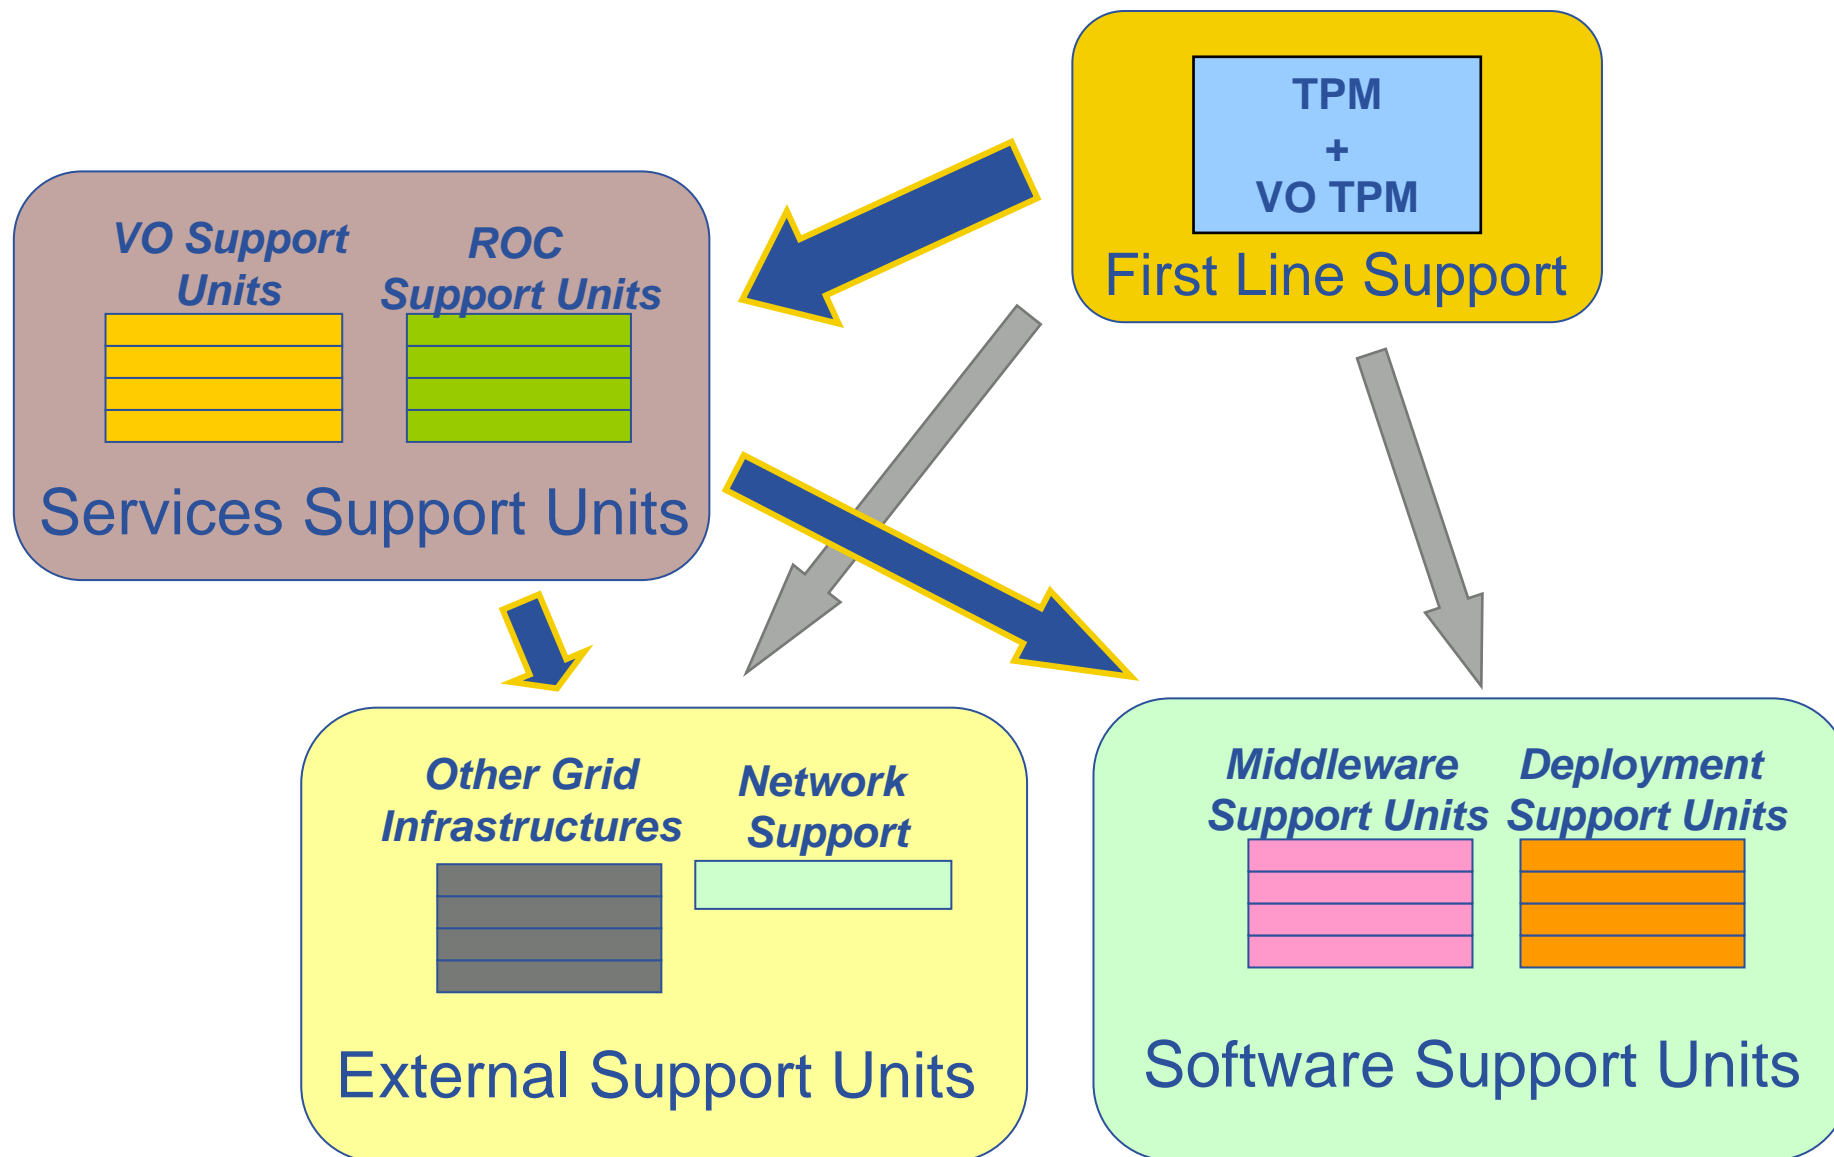 TPM
+
VO TPM
First Line Support
VO Support
Units
ROC
Support Units
Services Support Units
Other Grid
Infrastructures
Network
Support
External Support Units
Middleware
Support Units
Deployment
Support Units
Software Support Units